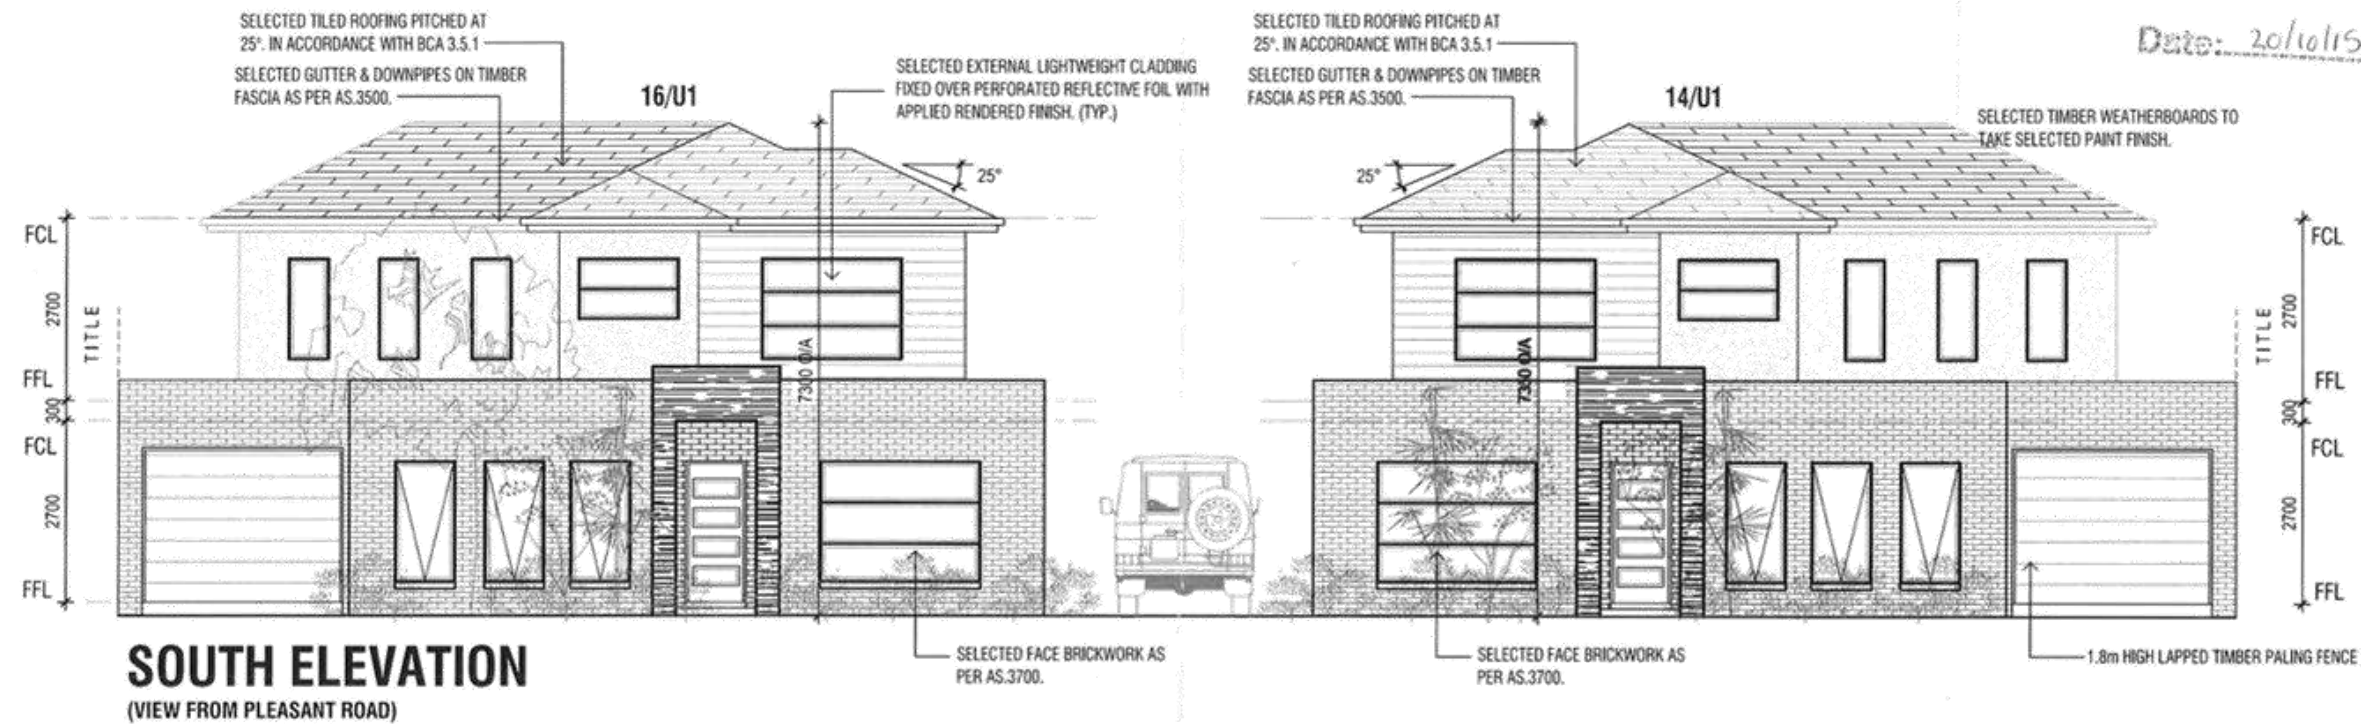 SELECTED TILED ROOFING PITCHED AT
25°. IN ACCORDANCE WITH BCA 3.5.1
SELECTED GUTTER & DOWNPIPES ON TIMBER
FASCIA AS PER AS.3500.
16/U1
SELECTED EXTERNAL LIGHTWEIGHT CLADDING
FIXED OVER PERFORATED REFLECTIVE FOIL WITH
APPLIED RENDERED FINISH. (TYP.)
25°
SELECTED TILED ROOFING PITCHED AT
25°. IN ACCORDANCE WITH BCA 3.5.1
SELECTED GUTTER & DOWNPIPES ON TIMBER
FASCIA AS PER AS.3500.
14/U1
25°
Date: 20/10/15
SELECTED TIMBER WEATHERBOARDS TO
TAKE SELECTED PAINT FINISH.
FCL
2700
TITLE
FFL
300
FCL
2700
FFL
7300 O/A
7300 O/A
FCL
2700
TITLE
FFL
300
FCL
2700
FFL
SELECTED FACE BRICKWORK AS
PER AS.3700.
SELECTED FACE BRICKWORK AS
PER AS.3700.
1.8m HIGH LAPPED TIMBER PALING FENCE
SOUTH ELEVATION
(VIEW FROM PLEASANT ROAD)